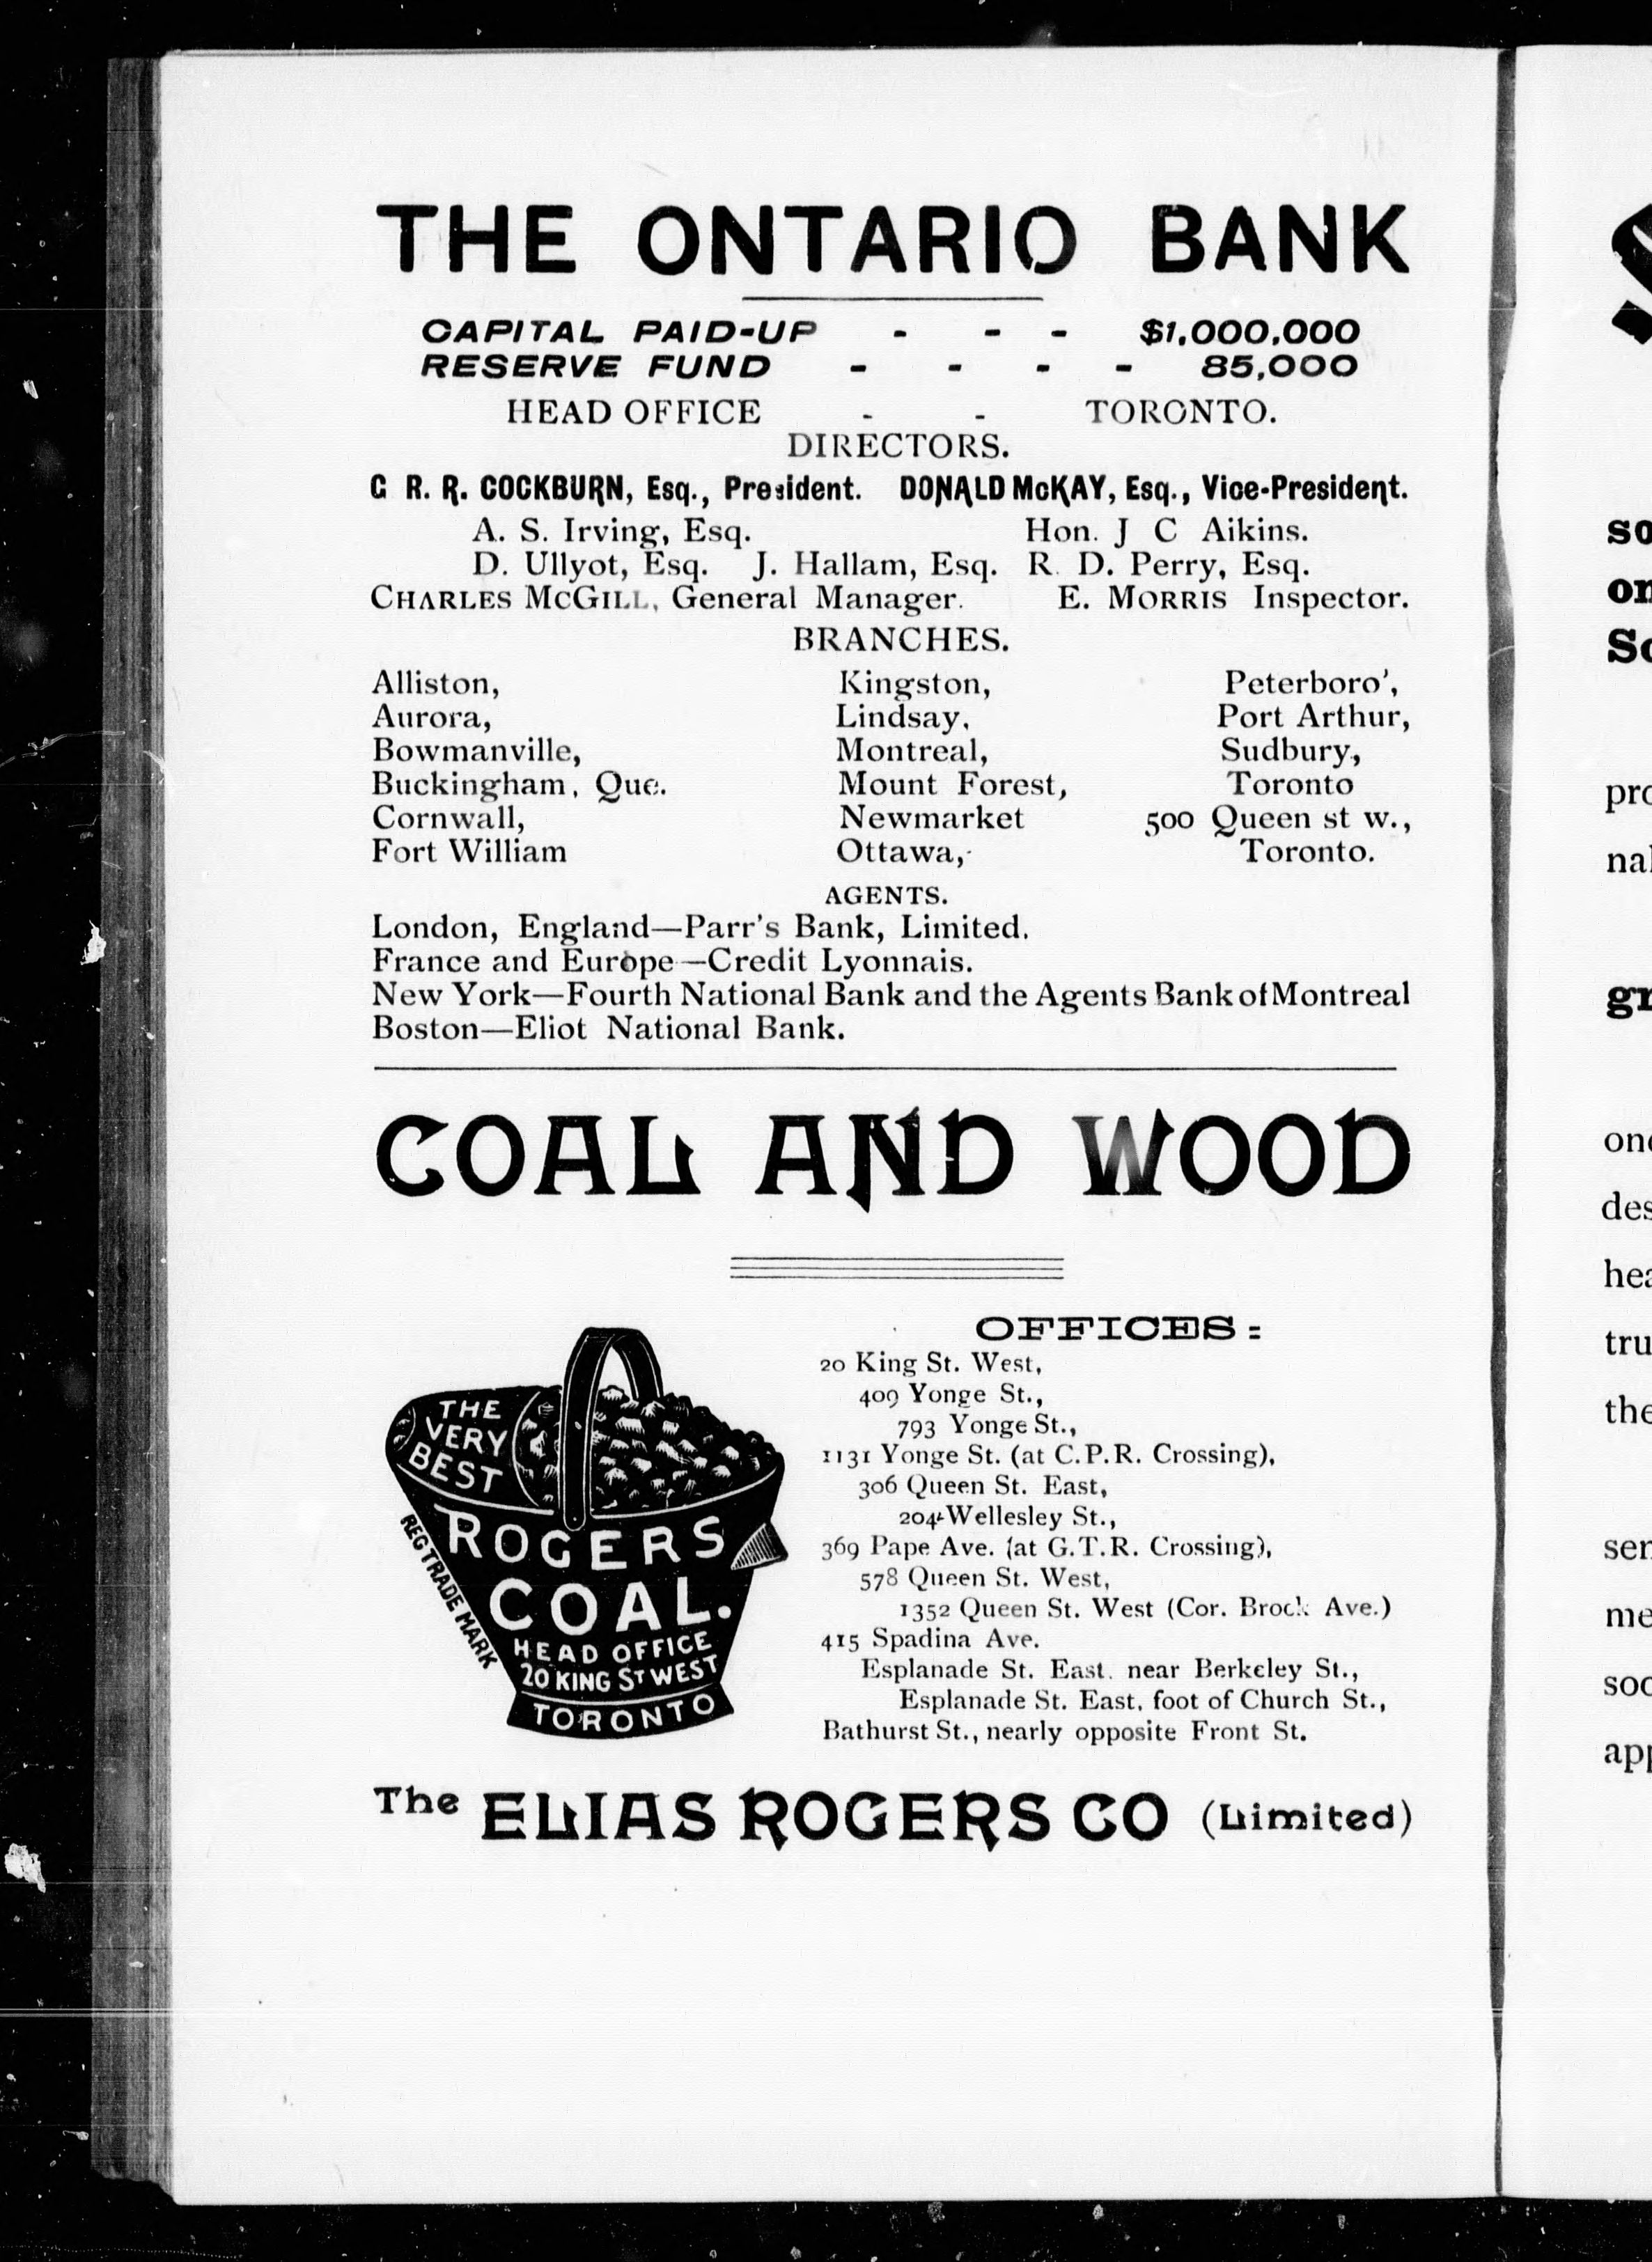 THE ONTARIO BANK
CAPITAL PAID-UP - - - $1,000,000
RESERVE FUND - - - - 85,000
HEAD OFFICE - - TORONTO.
DIRECTORS.
G R. R. COCKBURN, Esq., President. DONALD McKAY, Esq., Vice-President.
A. S. Irving, Esq. Hon. J C Aikins.
D. Ullyot, Esq. J. Hallam, Esq. R. D. Perry, Esq.
CHARLES McGILL, General Manager. E. MORRIS Inspector.
BRANCHES.
Alliston, Kingston, Peterboro',
Aurora, Lindsay, Port Arthur,
Bowmanville, Montreal, Sudbury,
Buckingham, Que. Mount Forest, Toronto
Cornwall, Newmarket 500 Queen st w.,
Fort William Ottawa, Toronto.
AGENTS.
London, England—Parr's Bank, Limited.
France and Europe—Credit Lyonnais.
New York—Fourth National Bank and the Agents Bank of Montreal
Boston—Eliot National Bank.
COAL AND WOOD
THE
VERY
BEST
ROGERS
COAL.
HEAD OFFICE
20 KING ST WEST
TORONTO
REG TRADE MARK
OFFICES:
20 King St. West,
409 Yonge St.,
793 Yonge St.,
1131 Yonge St. (at C.P.R. Crossing),
306 Queen St. East,
204 Wellesley St.,
369 Pape Ave. (at G.T.R. Crossing),
578 Queen St. West,
1352 Queen St. West (Cor. Brock Ave.)
415 Spadina Ave.
Esplanade St. East. near Berkeley St.,
Esplanade St. East, foot of Church St.,
Bathurst St., nearly opposite Front St.
The ELIAS ROGERS CO (Limited)